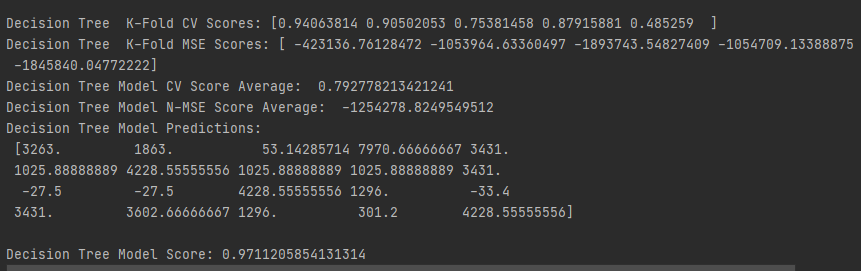 Decision Tree  K-Fold CV Scores: [0.94063814 0.90502053 0.75381458 0.87915881 0.485259  ]
Decision Tree  K-Fold MSE Scores: [ -423136.76128472 -1053964.63360497 -1893743.54827409 -1054709.13388875
 -1845840.04772222]
Decision Tree Model CV Score Average:  0.792778213421241
Decision Tree Model N-MSE Score Average:  -1254278.8249549512
Decision Tree Model Predictions:
 [3263.         1863.           53.14285714 7970.66666667 3431.
 1025.88888889 4228.55555556 1025.88888889 1025.88888889 3431.
  -27.5         -27.5        4228.55555556 1296.          -33.4
 3431.         3602.66666667 1296.          301.2        4228.55555556]
Decision Tree Model Score: 0.9711205854131314